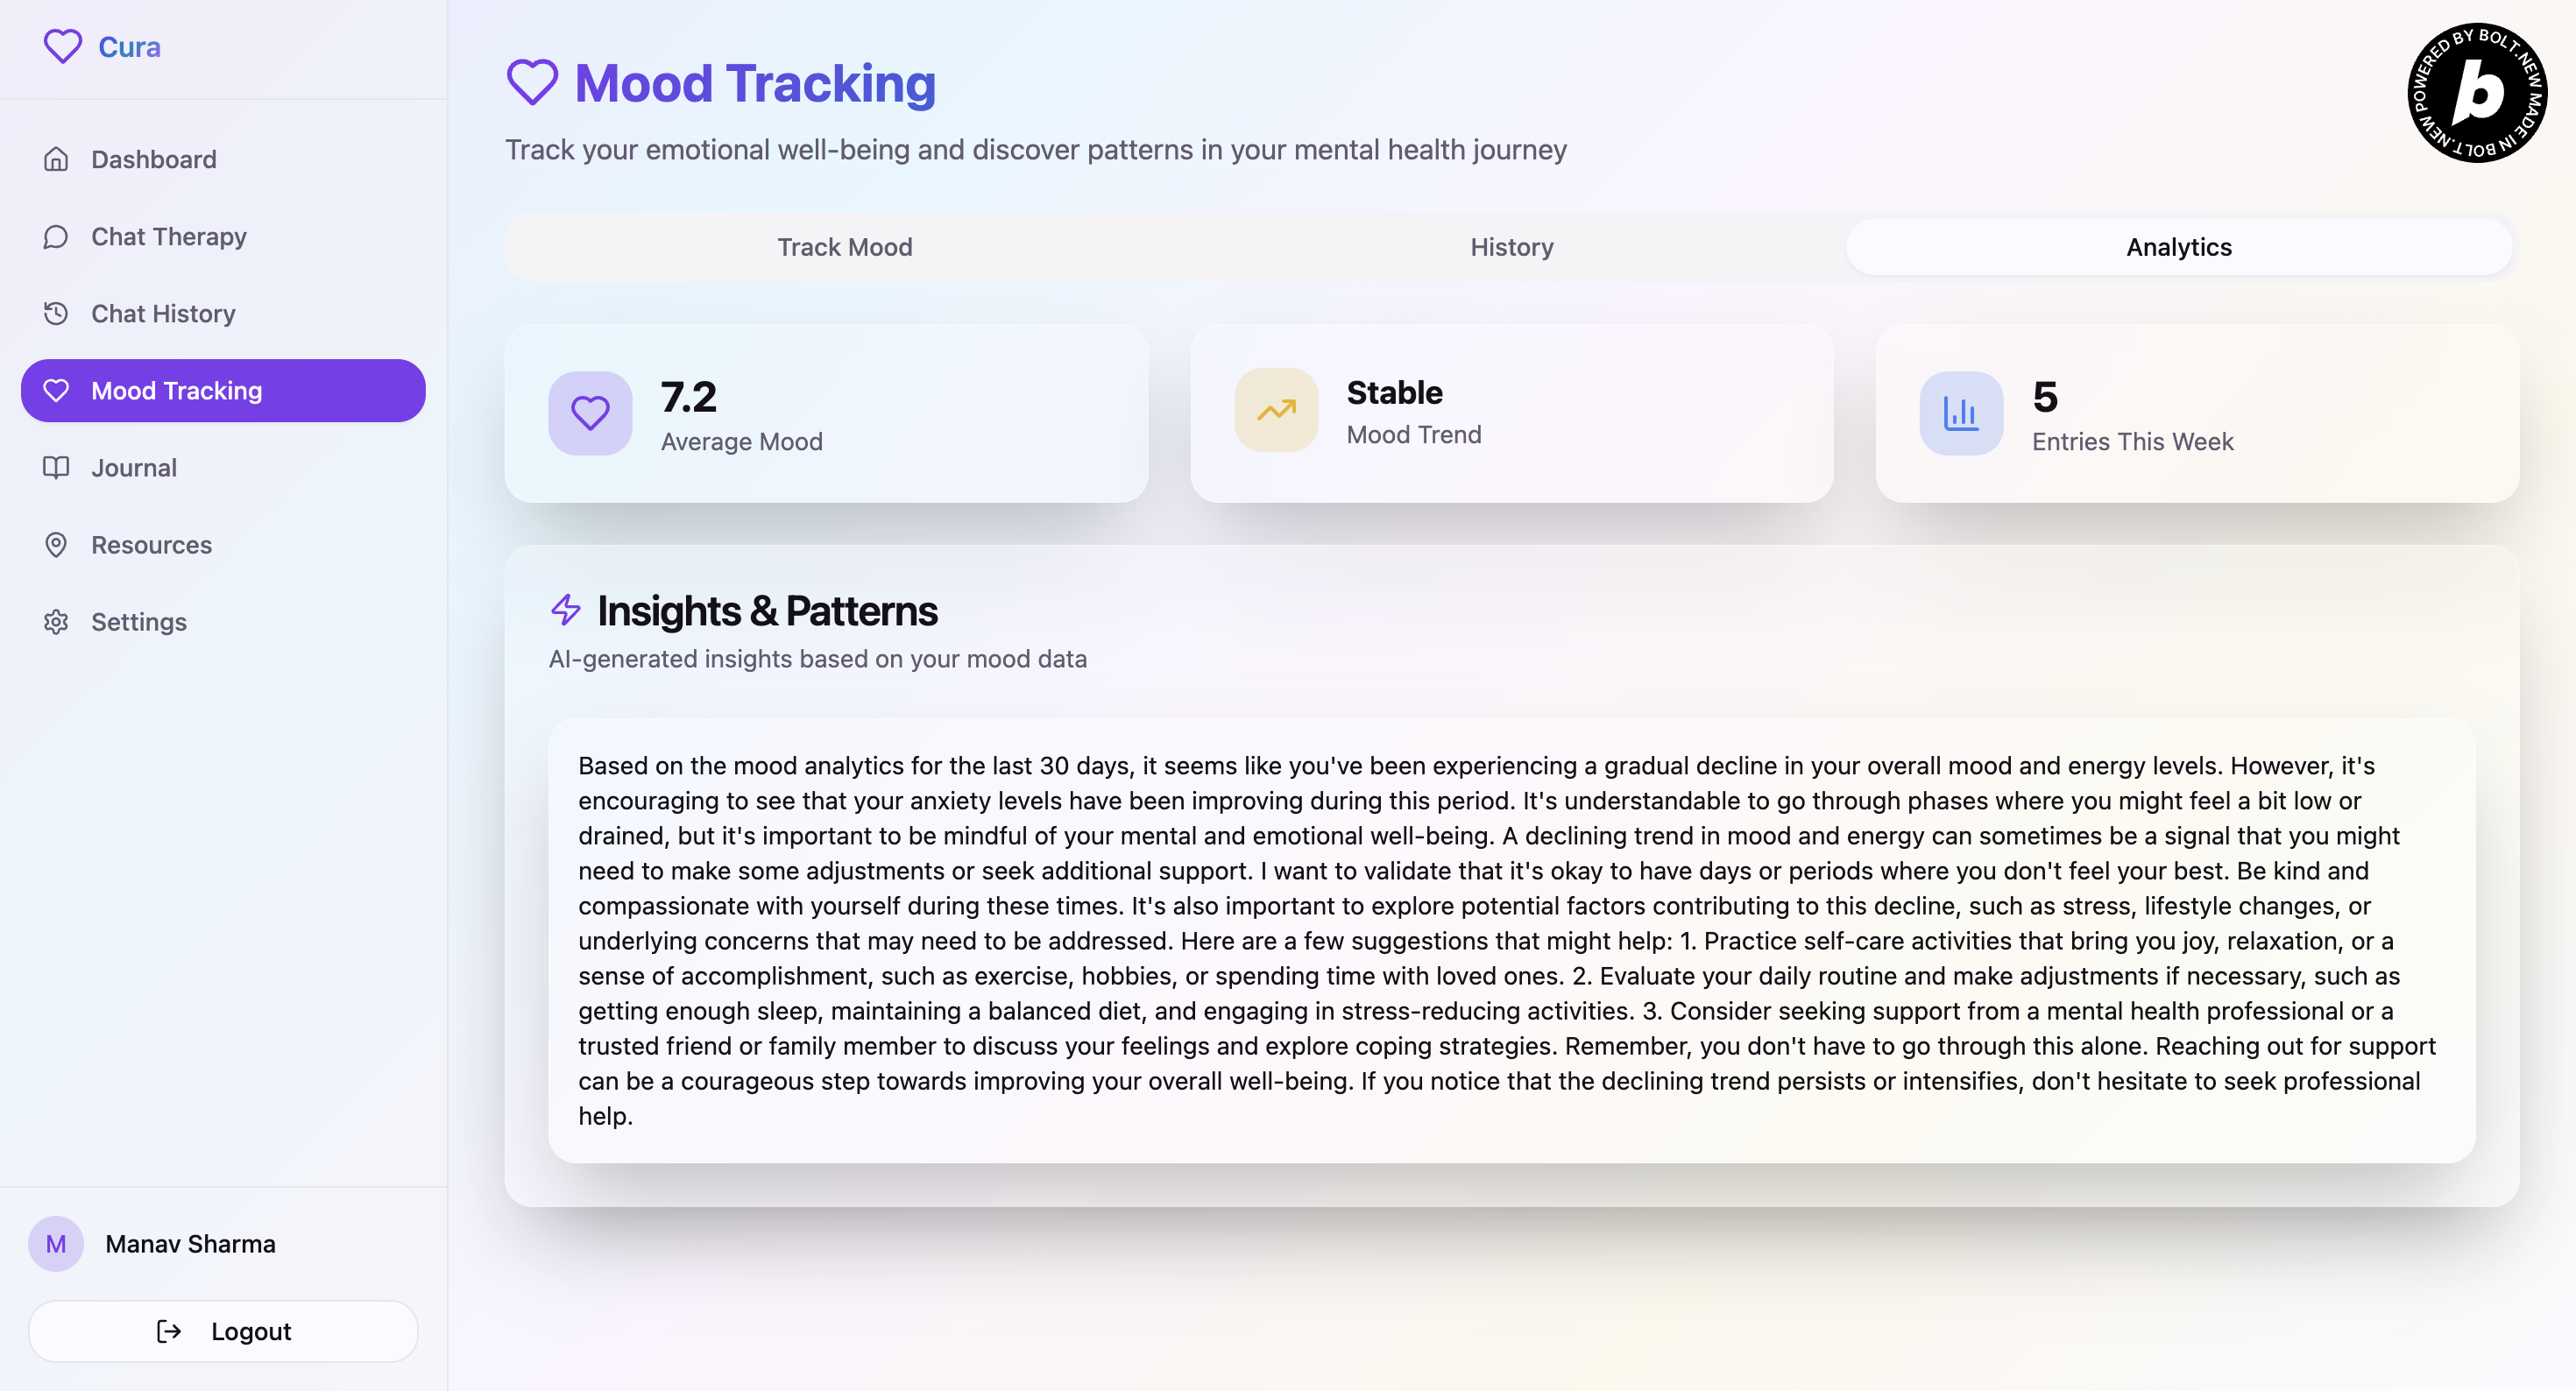 Cura
Dashboard
Chat Therapy
Chat History
Mood Tracking
Journal
Resources
Settings
M
Manav Sharma
Logout
Mood Tracking
Track your emotional well-being and discover patterns in your mental health journey
POWERED BY BOLT.NEW MADE IN BOLT.NEW
b
Track Mood
History
Analytics
7.2
Average Mood
Stable
Mood Trend
5
Entries This Week
Insights & Patterns
AI-generated insights based on your mood data
Based on the mood analytics for the last 30 days, it seems like you've been experiencing a gradual decline in your overall mood and energy levels. However, it's
encouraging to see that your anxiety levels have been improving during this period. It's understandable to go through phases where you might feel a bit low or
drained, but it's important to be mindful of your mental and emotional well-being. A declining trend in mood and energy can sometimes be a signal that you might
need to make some adjustments or seek additional support. I want to validate that it's okay to have days or periods where you don't feel your best. Be kind and
compassionate with yourself during these times. It's also important to explore potential factors contributing to this decline, such as stress, lifestyle changes, or
underlying concerns that may need to be addressed. Here are a few suggestions that might help: 1. Practice self-care activities that bring you joy, relaxation, or a
sense of accomplishment, such as exercise, hobbies, or spending time with loved ones. 2. Evaluate your daily routine and make adjustments if necessary, such as
getting enough sleep, maintaining a balanced diet, and engaging in stress-reducing activities. 3. Consider seeking support from a mental health professional or a
trusted friend or family member to discuss your feelings and explore coping strategies. Remember, you don't have to go through this alone. Reaching out for support
can be a courageous step towards improving your overall well-being. If you notice that the declining trend persists or intensifies, don't hesitate to seek professional
help.